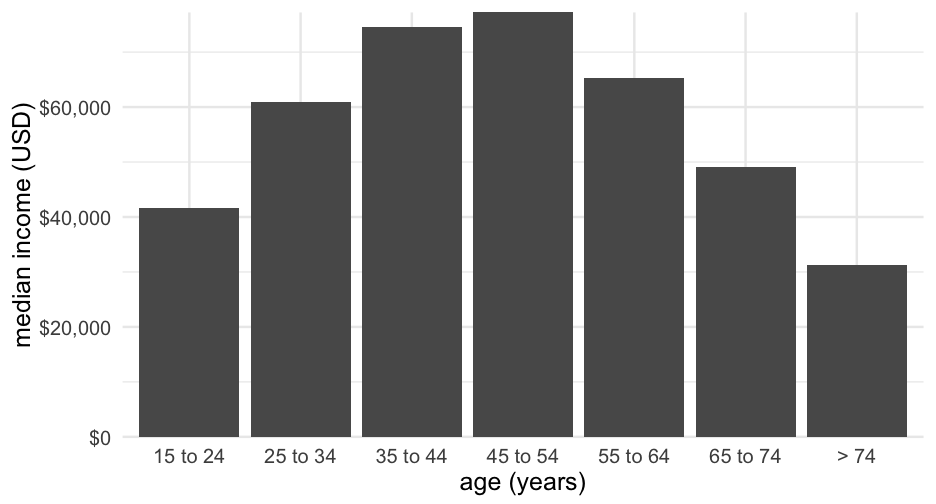 median income (USD)
$60,000
$40,000
$20,000
$0
15 to 24 25 to 34 35 to 44 45 to 54 55 to 64 65 to 74 > 74
age (years)